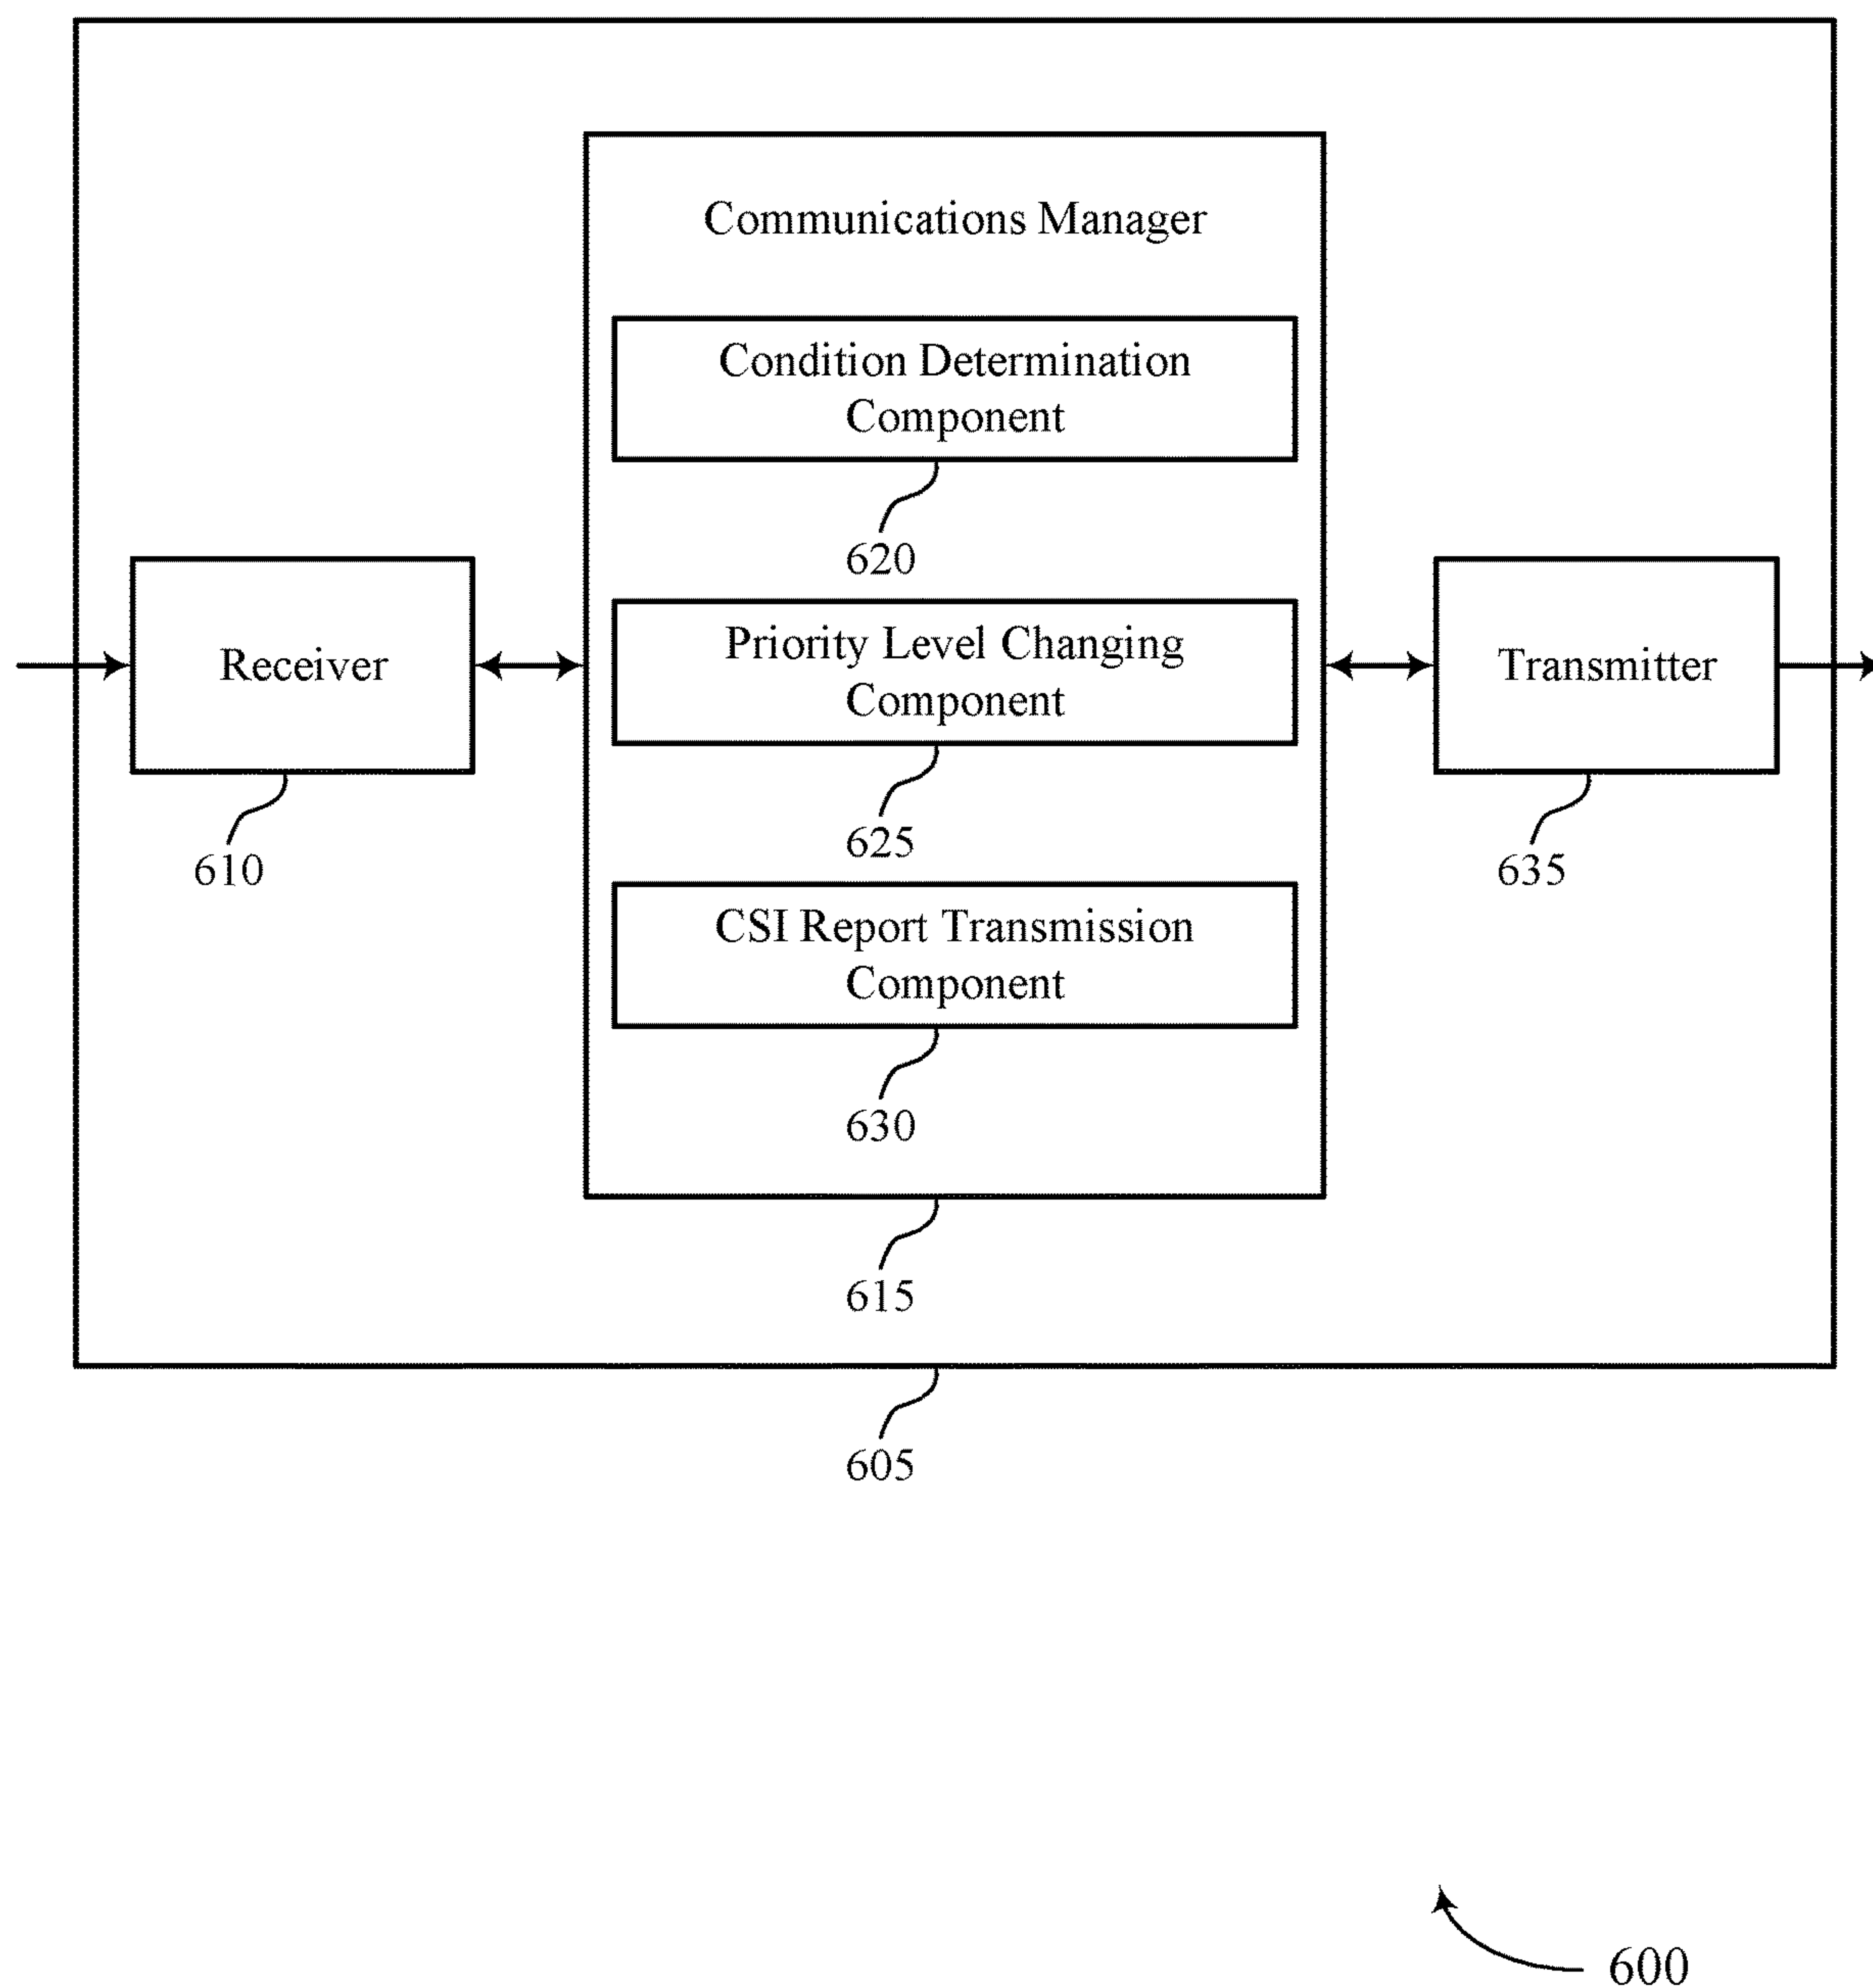 Communications Manager
Condition Determination
Component
620
Receiver
610
Priority Level Changing
Component
625
Transmitter
635
CSI Report Transmission
Component
630
615
605
600